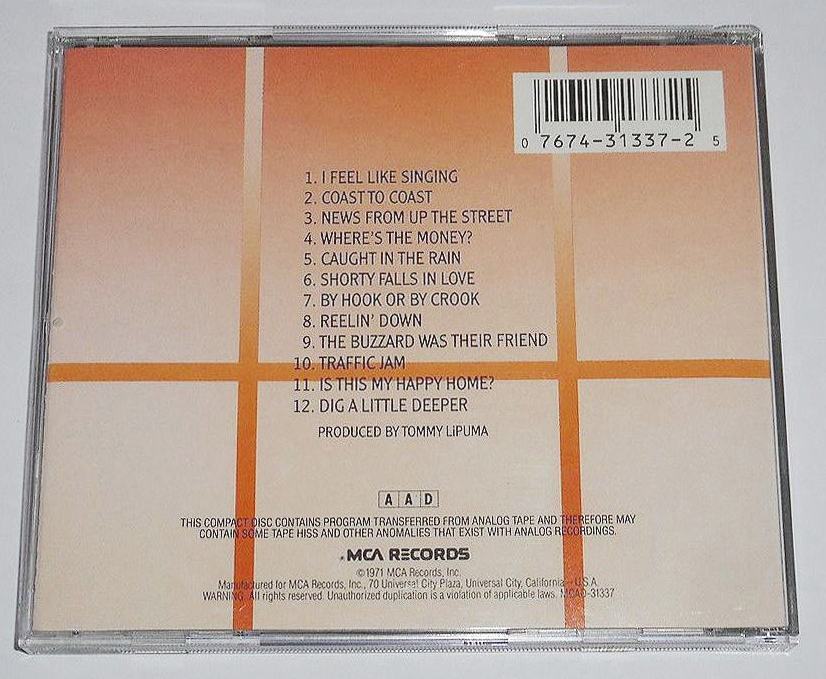 0 7674-31337-2 5
1. I FEEL LIKE SINGING
2. COAST TO COAST
3. NEWS FROM UP THE STREET
4. WHERE'S THE MONEY?
5. CAUGHT IN THE RAIN
6. SHORTY FALLS IN LOVE
7. BY HOOK OR BY CROOK
8. REELIN' DOWN
9. THE BUZZARD WAS THEIR FRIEND
10. TRAFFIC JAM
11. IS THIS MY HAPPY HOME?
12. DIG A LITTLE DEEPER
PRODUCED BY TOMMY LiPUMA
A A D
THIS COMPACT DISC CONTAINS PROGRAM TRANSFERRED FROM ANALOG TAPE AND THEREFORE MAY
CONTAIN SOME TAPE HISS AND OTHER ANOMALIES THAT EXIST WITH ANALOG RECORDINGS.
MCA RECORDS
©1971 MCA Records, Inc.
Manufactured for MCA Records, Inc., 70 Universal City Plaza, Universal City, California—U.S.A.
WARNING: All rights reserved. Unauthorized duplication is a violation of applicable laws. MCAD-31337